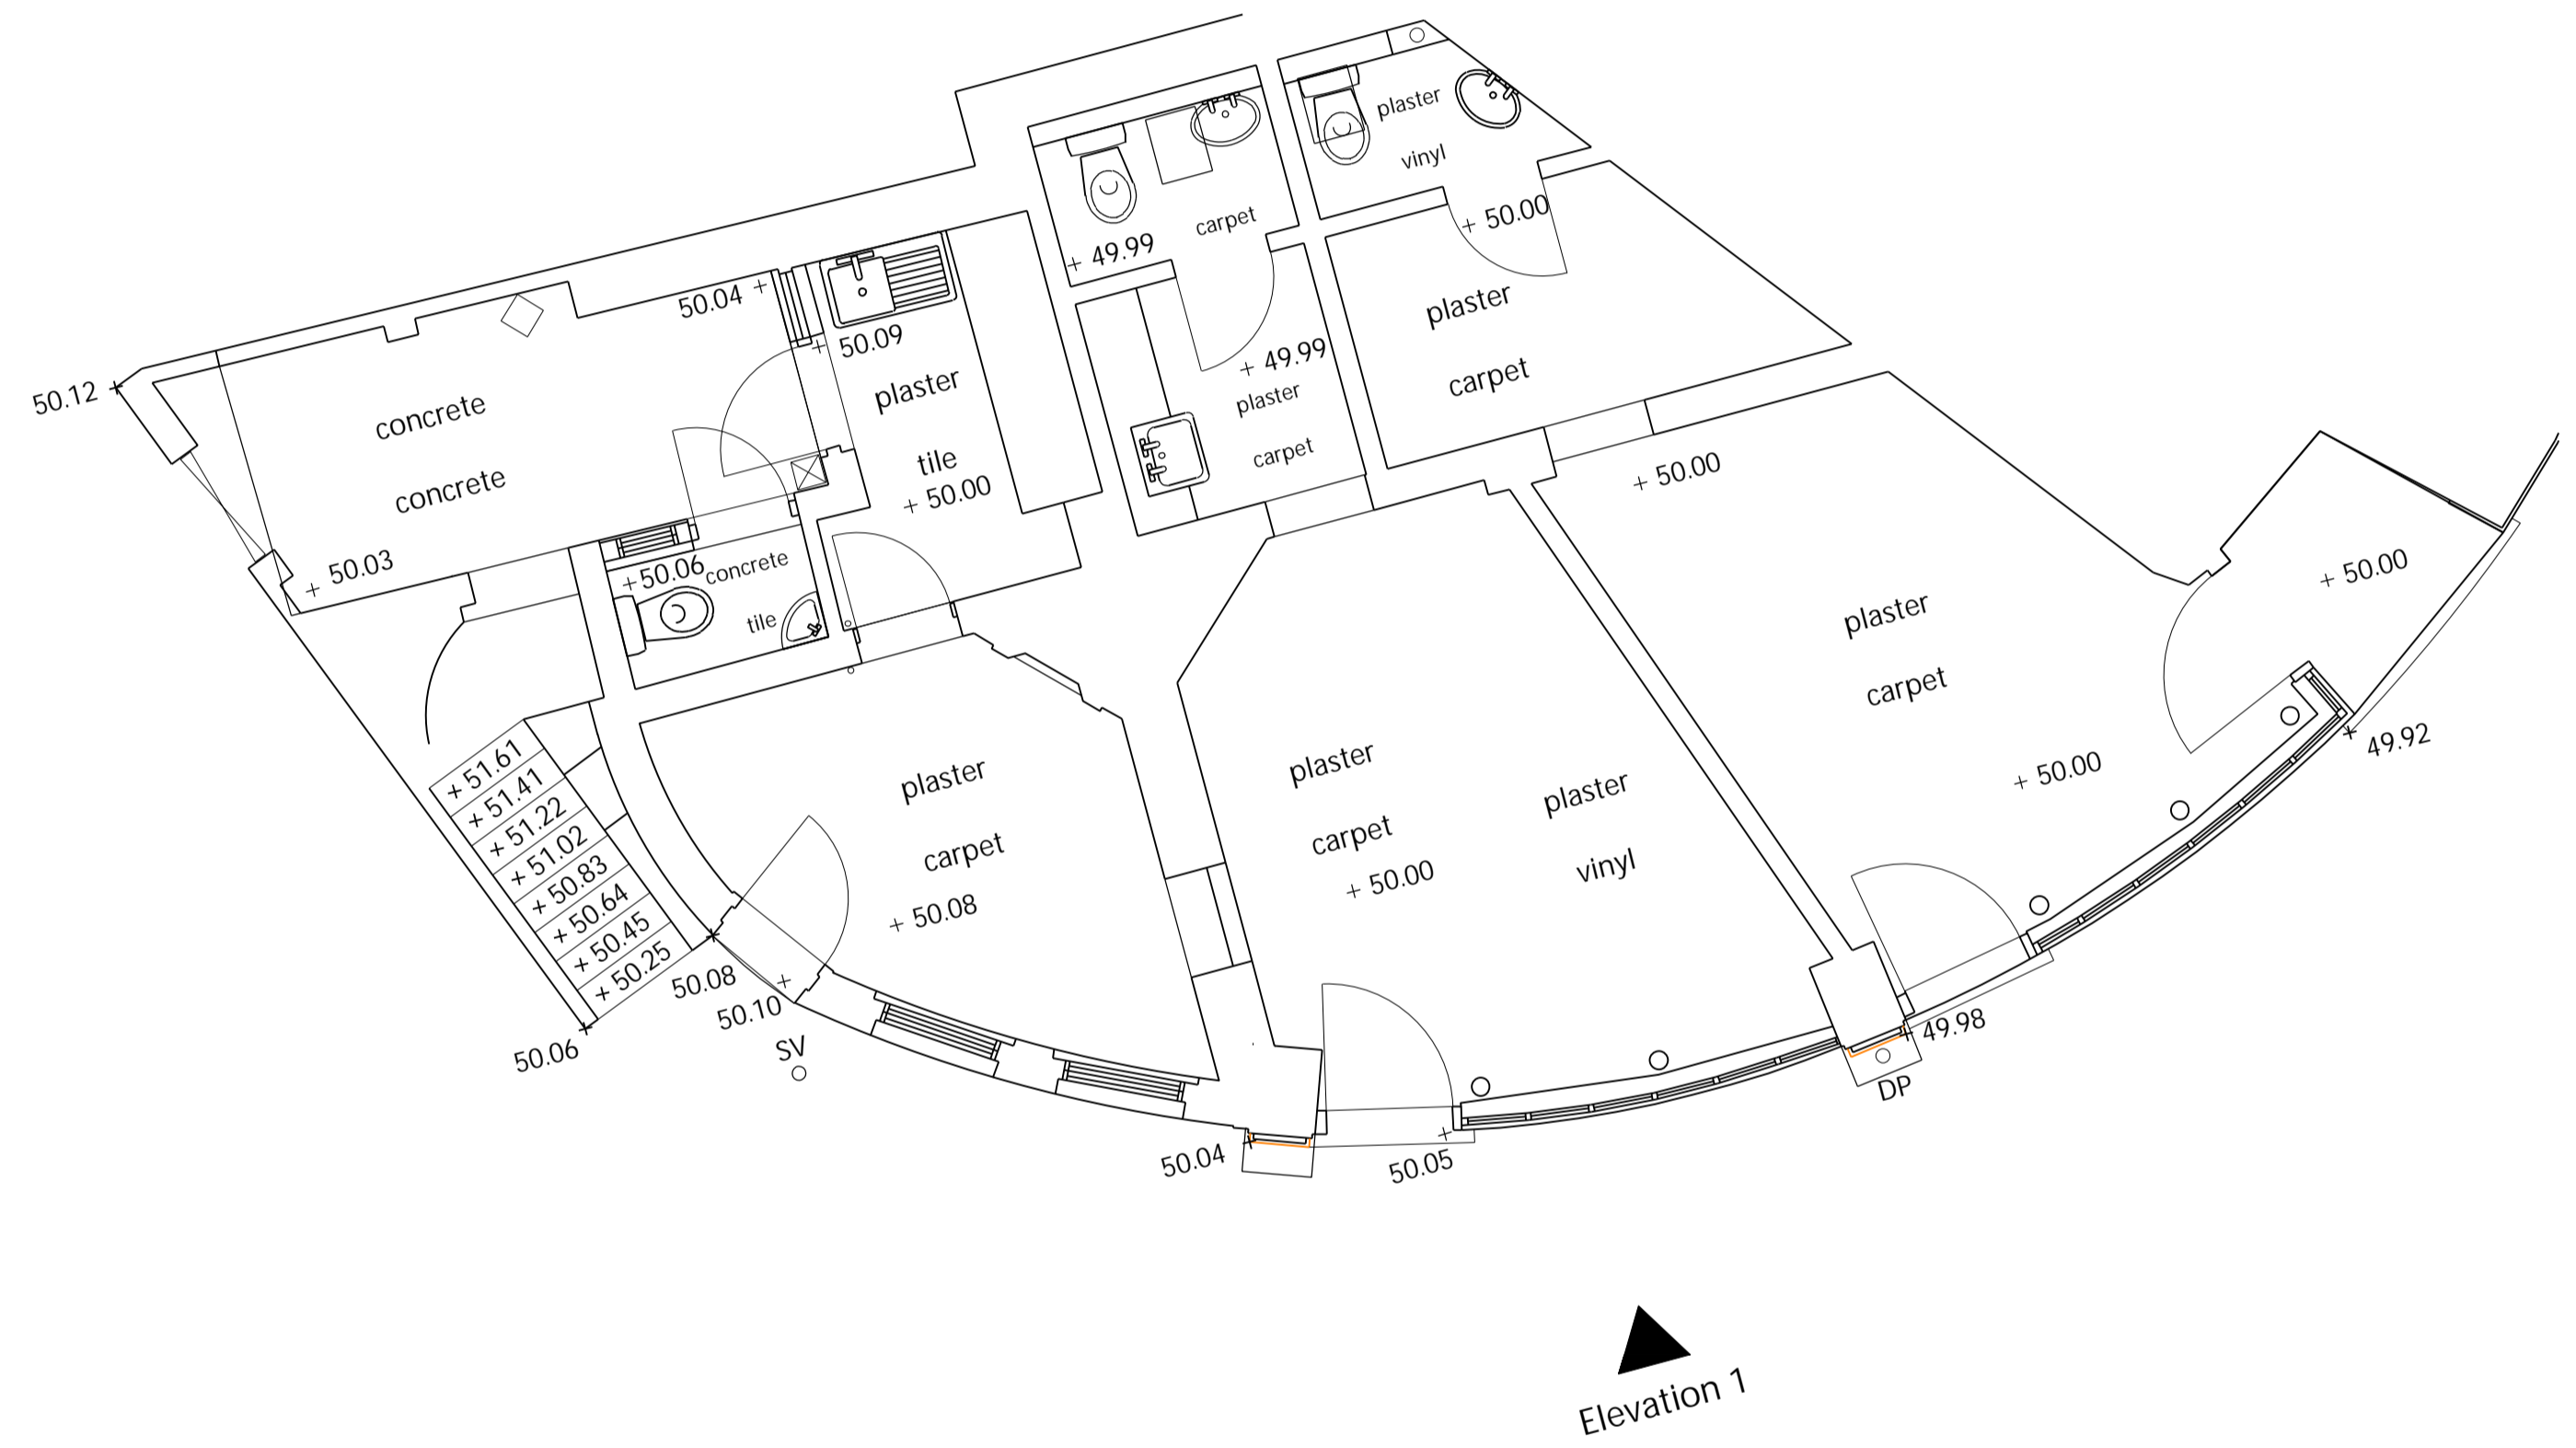 plaster
vinyl
+ 50.00
carpet
+ 49.99
50.04 +
+ 50.09
plaster
tile
+ 50.00
+ 49.99
plaster
carpet
plaster
carpet
50.12 +
concrete
concrete
+ 50.03
+50.06
concrete
tile
+ 50.00
plaster
carpet
+ 50.00
+ 50.00
+ 49.92
+ 51.61
+ 51.41
+ 51.22
+ 51.02
+ 50.83
+ 50.64
+ 50.45
+ 50.25
plaster
carpet
+ 50.08
plaster
carpet
+ 50.00
plaster
vinyl
50.08
50.10
SV
50.06
50.04
50.05
49.98
DP
Elevation 1